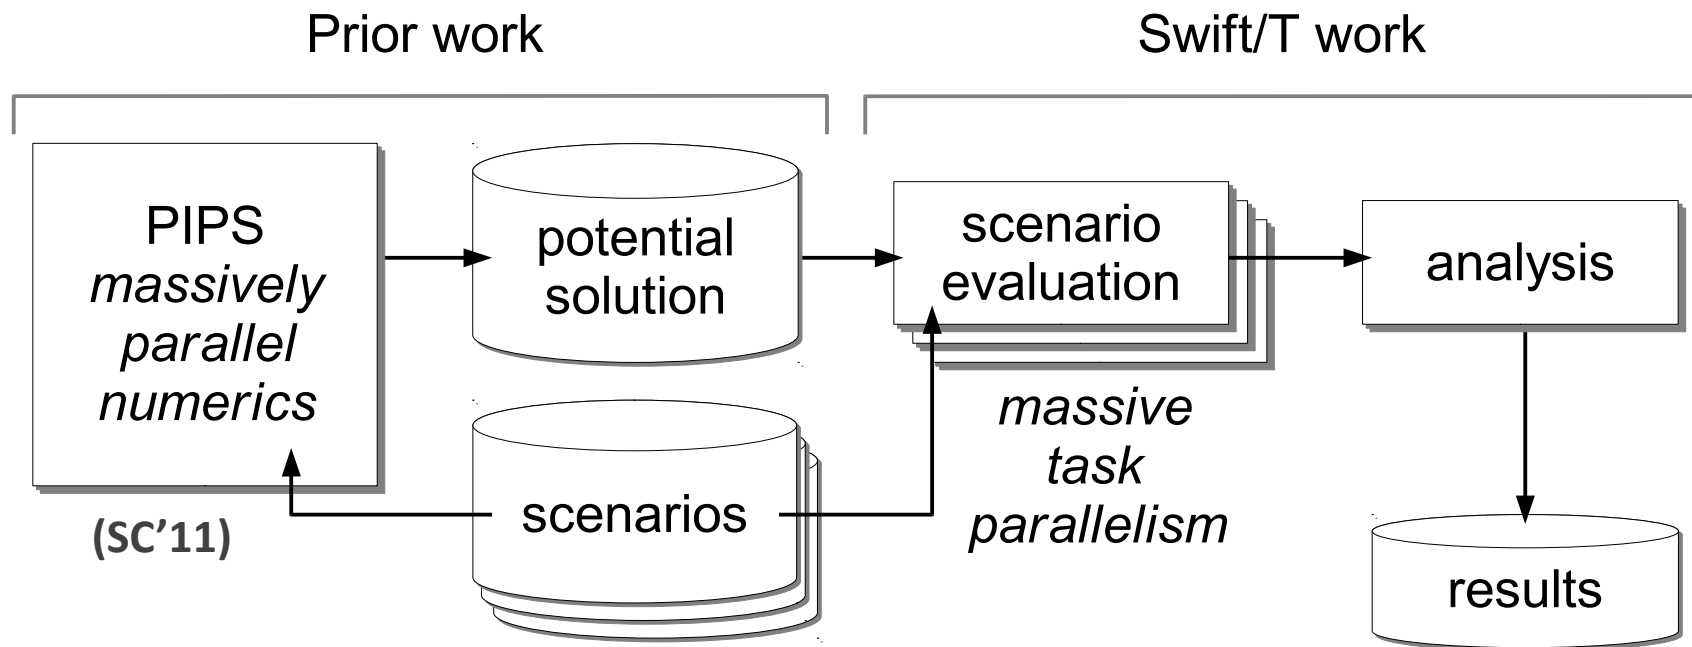 Prior work
Swift/T work
PIPS
massively
parallel
numerics
(SC’11)
potential
solution
scenarios
scenario
evaluation
massive
task
parallelism
analysis
results